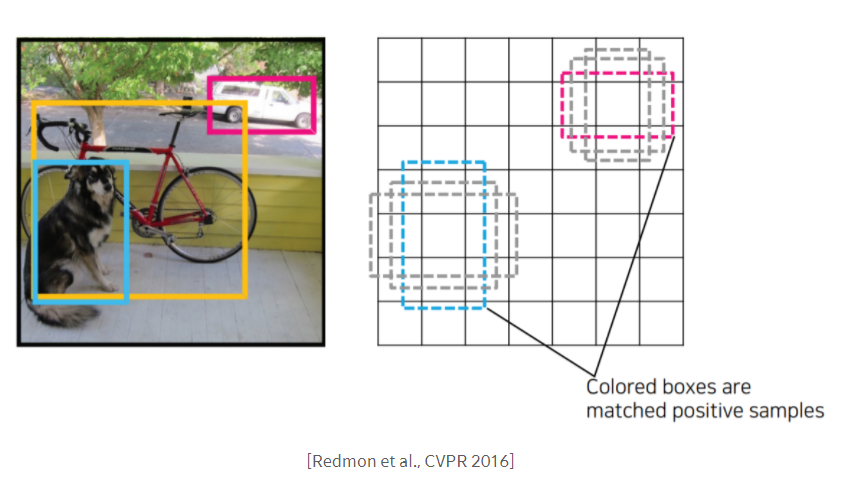 Colored boxes are
matched positive samples
[Redmon et al., CVPR 2016]